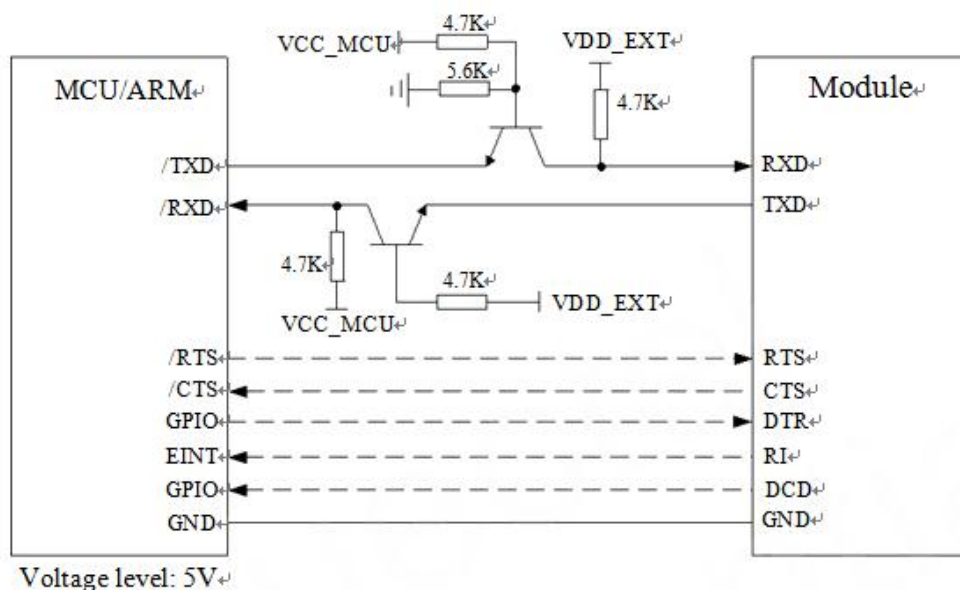 4.7K
VCC_MCU
VDD_EXT
5.6K
MCU/ARM
4.7K
Module
/TXD
RXD
/RXD
TXD
4.7K
4.7K
VCC_MCU
VDD_EXT
/RTS
RTS
/CTS
CTS
GPIO
DTR
EINT
RI
GPIO
DCD
GND
GND
Voltage level: 5V